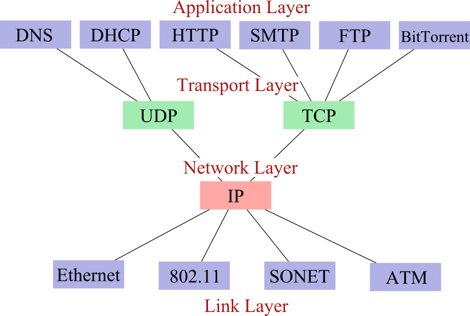 Application Layer
DNS DHCP HTTP SMTP FTP BitTorrent
Transport Layer
UDP TCP
Network Layer
IP
Ethernet 802.11 SONET ATM
Link Layer